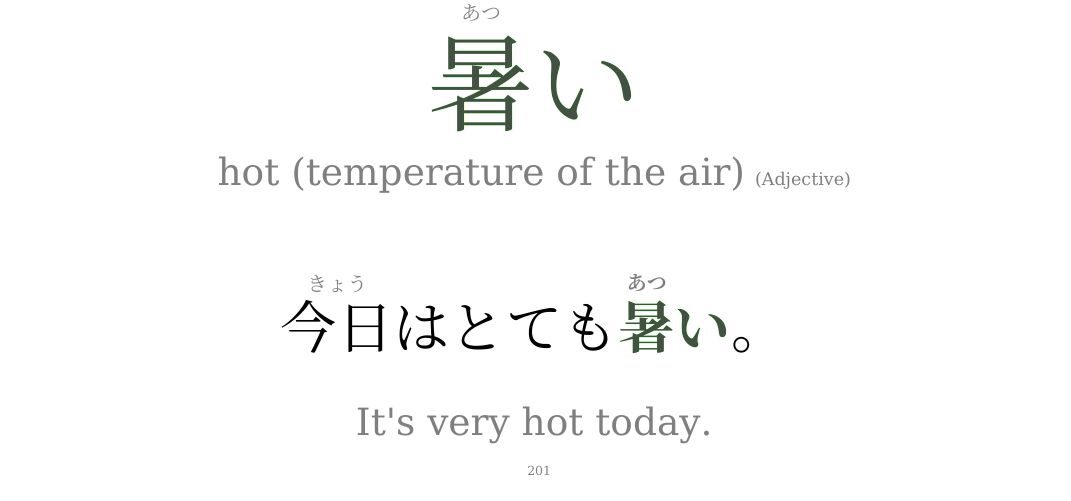 あつ
暑い
hot (temperature of the air) (Adjective)
きょう あつ
今日はとても暑い。
It's very hot today.
201